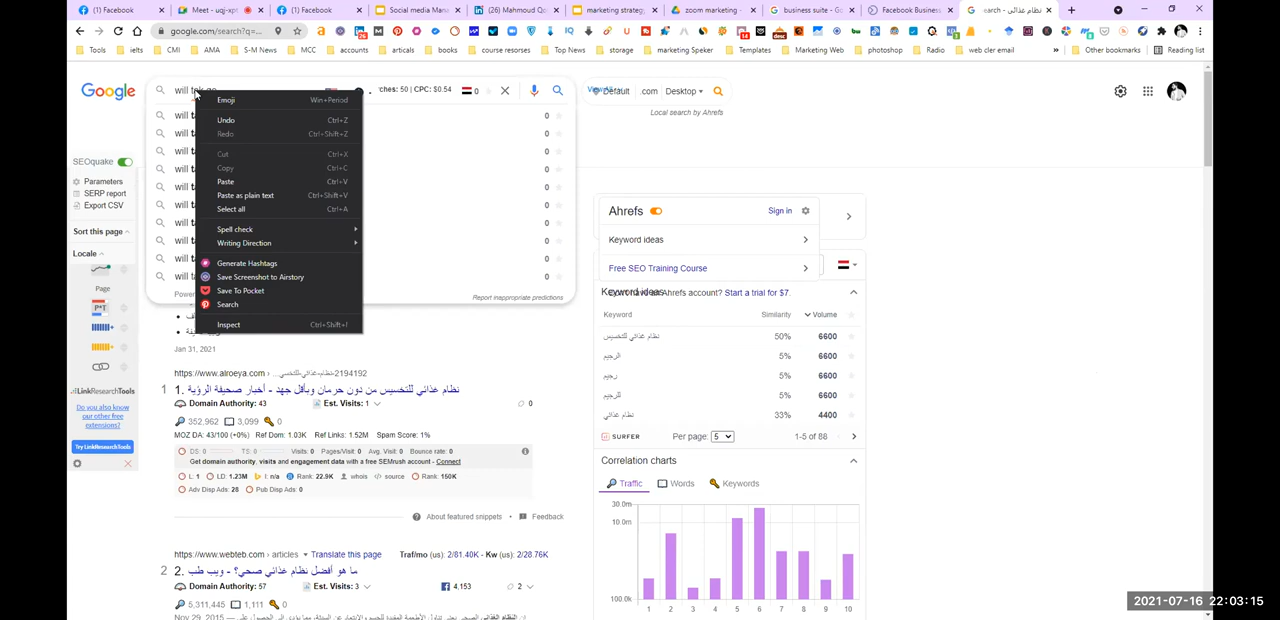 Facebook
Meet - uqj-xpt
(1) Facebook
Social media Man
(26) Mahmoud Qo
marketing strategy
zoom marketing -
business suite - Go
Facebook Business
earch - نظام غذائي
google.com/search?q=...
Tools
ielts
CMI
AMA
S-M News
MCC
accounts
articals
books
course resorses
Top News
storage
marketing Speker
Templates
Marketing Web
photoshop
Radio
web cler email
Other bookmarks
Reading list
Google
ches: 50 | CPC: $0.54
0
Default
.com
Desktop
Local search by Ahrefs
Emoji Win+Period
Undo Ctrl+Z
Redo Ctrl+Shift+Z
Cut Ctrl+X
Copy Ctrl+C
Paste Ctrl+V
Paste as plain text Ctrl+Shift+V
Select all Ctrl+A
Spell check
Writing Direction
Generate Hashtags
Save Screenshot to Airstory
Save To Pocket
Search
Inspect Ctrl+Shift+I
Report inappropriate predictions
SEOquake
Parameters
SERP report
Export CSV
Sort this page
Locale
Page
LinkResearchTools
Do you also know our other free extensions?
Try LinkResearchTools
Jan 31, 2021
https://www.alroeya.com
1
1. نظام غذائي للتخسيس من دون حرمان وبأقل جهد - أخبار صحيفة الرؤية
Domain Authority: 43 Est. Visits: 1 0
352,962 3,099 0
MOZ DA: 43/100 (+0%) Ref Dom: 1.03K Ref Links: 1.52M Spam Score: 1%
DS: 0 TS: 0 Visits: 0 Pages/Visit: 0 Avg. Visit: 0 Bounce rate: 0
Get domain authority, visits and engagement data with a free SEMrush account - Connect
L: 1 LD: 1.23M I: n/a Rank: 22.9K whois source Rank: 150K
Adv Disp Ads: 28 Pub Disp Ads: 0
About featured snippets • Feedback
https://www.webteb.com › articles Translate this page Traf/mo (us): 2/81.40K - Kw (us): 2/28.76K
2
2. ما هو أفضل نظام غذائي صحي؟ - ويب طب
Domain Authority: 57 Est. Visits: 3 4,153 2
5,311,445 1,111 0
Nov 29, 2015
Ahrefs Sign in
Keyword ideas
Free SEO Training Course
Start a trial for $7.
Keyword Similarity Volume
نظام غذائي للتخسيس 50% 6600
الرجيم 5% 6600
رجيم 5% 6600
للرجيم 5% 6600
نظام غذائي 33% 4400
SURFER Per page: 5 1-5 of 88
Correlation charts
Traffic Words Keywords
30.0m
10.0m
100.0k
1 2 3 4 5 6 7 8 9 10
2021-07-16 22:03:15